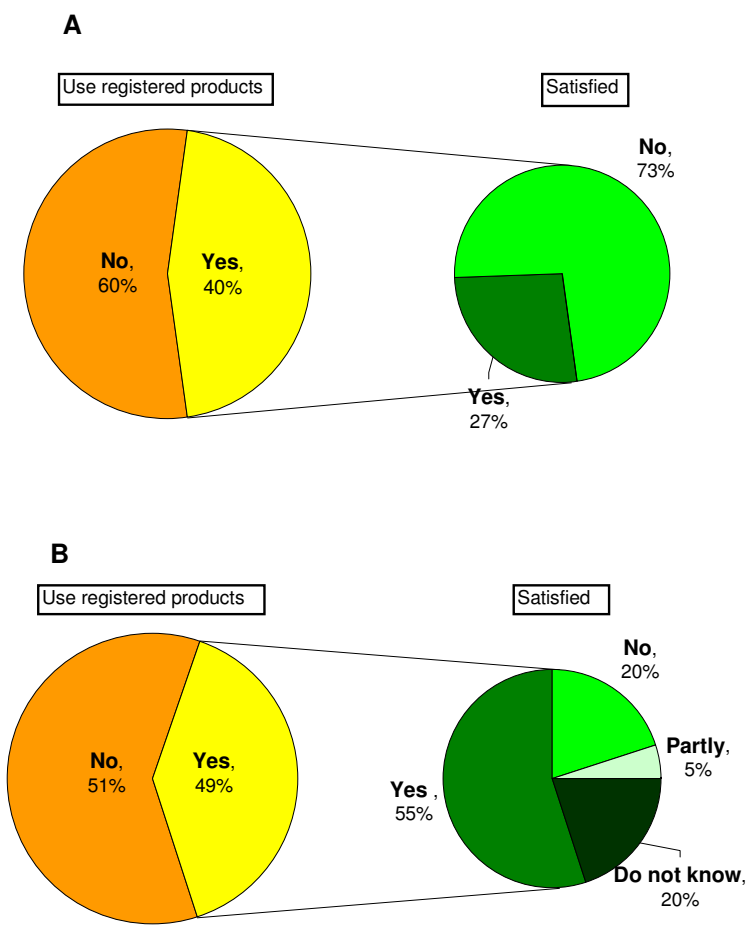 A
Use registered products
Satisfied
No,
73%
No,
60%
Yes,
40%
Yes,
27%
B
Use registered products
Satisfied
No,
20%
Partly,
5%
No,
51%
Yes,
49%
Yes ,
55%
Do not know,
20%